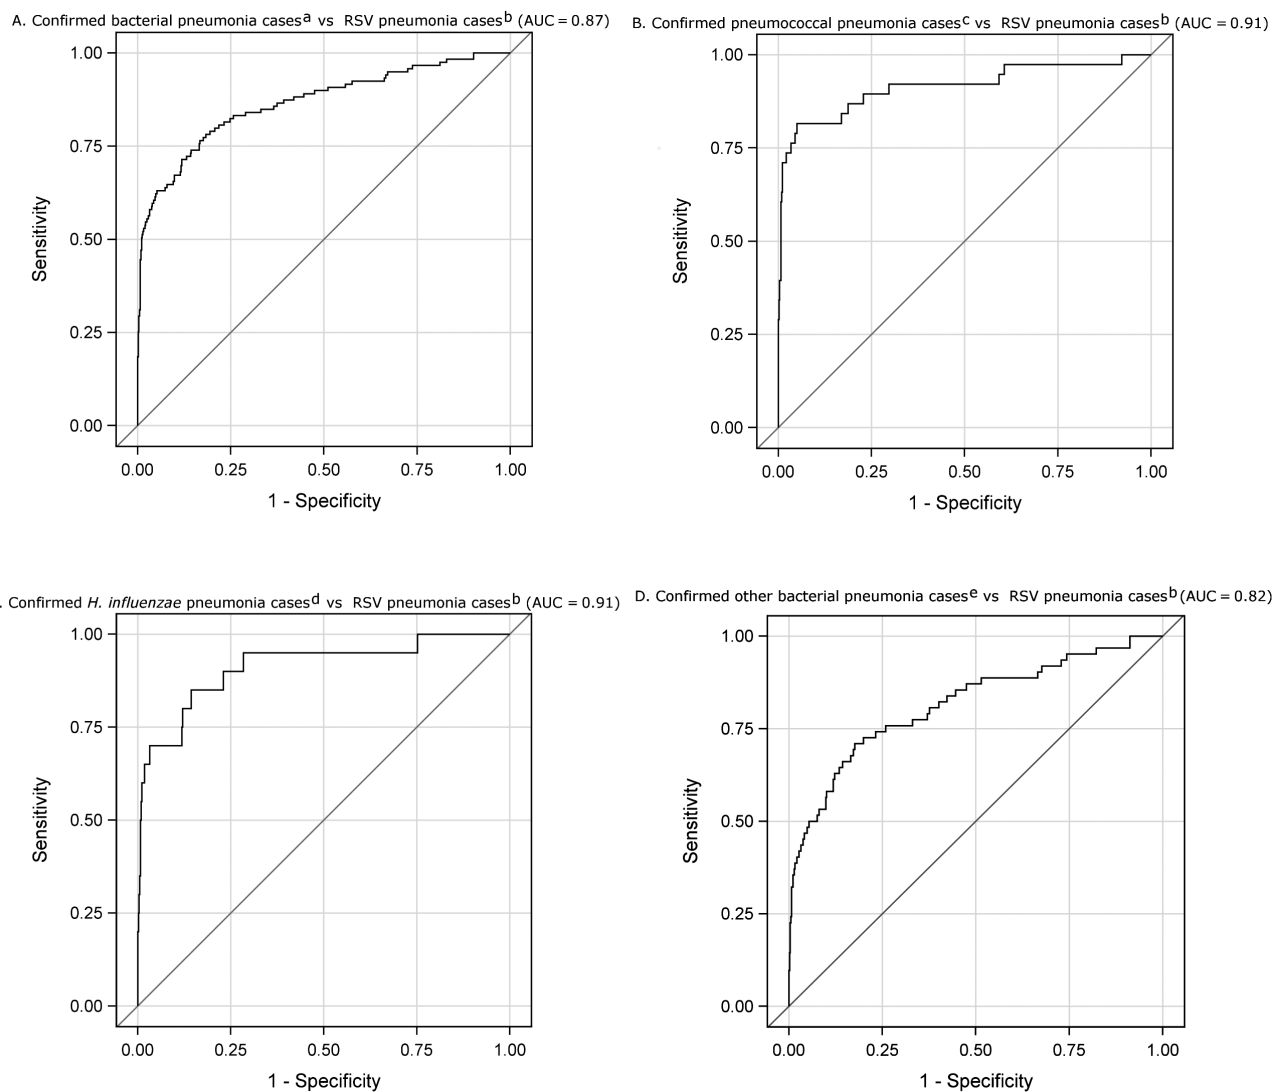 A. Confirmed bacterial pneumonia casesa vs RSV pneumonia casesb (AUC = 0.87)
1.00
0.75
0.50
0.25
0.00
Sensitivity
0.00 0.25 0.50 0.75 1.00
1 - Specificity
B. Confirmed pneumococcal pneumonia casesc vs RSV pneumonia casesb (AUC = 0.91)
1.00
0.75
0.50
0.25
0.00
Sensitivity
0.00 0.25 0.50 0.75 1.00
1 - Specificity
. Confirmed H. influenzae pneumonia casesd vs RSV pneumonia casesb (AUC = 0.91)
1.00
0.75
0.50
0.25
0.00
Sensitivity
0.00 0.25 0.50 0.75 1.00
1 - Specificity
D. Confirmed other bacterial pneumonia casese vs RSV pneumonia casesb (AUC = 0.82)
1.00
0.75
0.50
0.25
0.00
Sensitivity
0.00 0.25 0.50 0.75 1.00
1 - Specificity